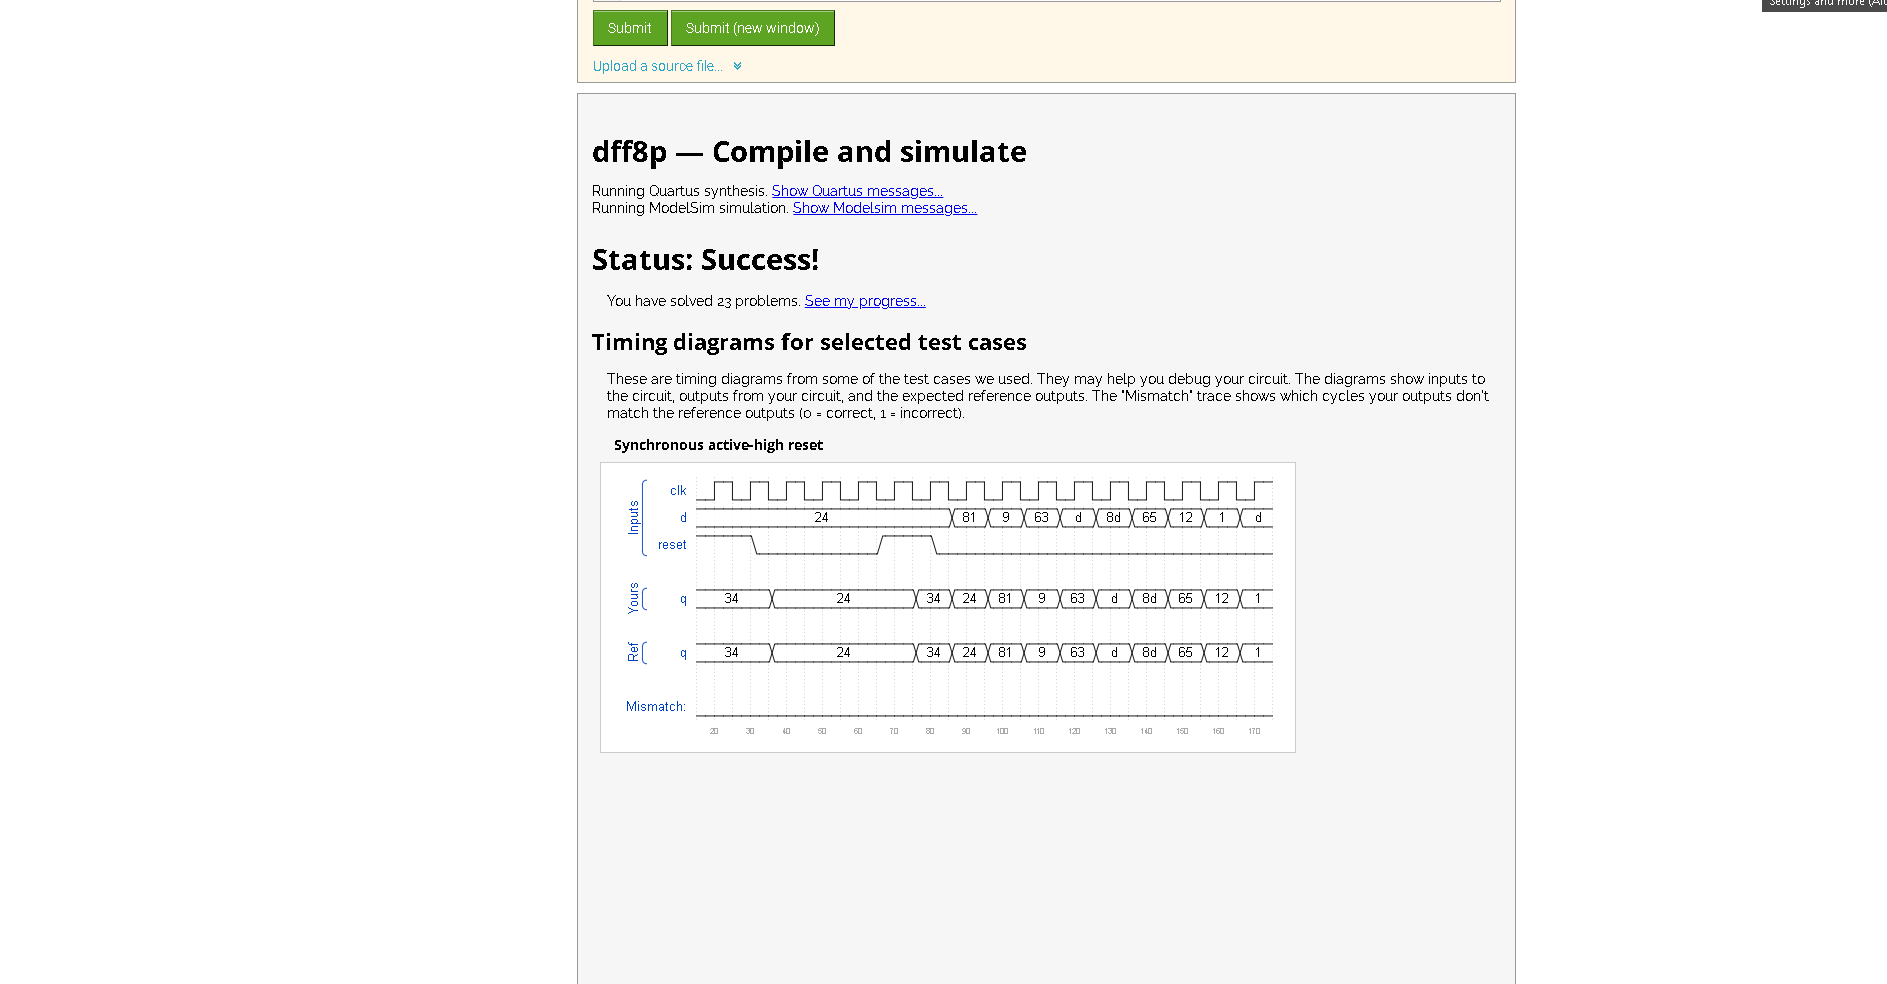 Settings and more (Alt
Submit
Submit (new window)
Upload a source file...
dff8p — Compile and simulate
Running Quartus synthesis. Show Quartus messages...
Running ModelSim simulation. Show Modelsim messages...
Status: Success!
You have solved 23 problems. See my progress...
Timing diagrams for selected test cases
These are timing diagrams from some of the test cases we used. They may help you debug your circuit. The diagrams show inputs to
the circuit, outputs from your circuit, and the expected reference outputs. The "Mismatch" trace shows which cycles your outputs don't
match the reference outputs (0 = correct, 1 = incorrect).
Synchronous active-high reset
Inputs
clk
d 24 81 9 63 d 8d 65 12 1 d
reset
Yours
q 34 24 34 24 81 9 63 d 8d 65 12 1
Ref
q 34 24 34 24 81 9 63 d 8d 65 12 1
Mismatch:
20 30 40 50 60 70 80 90 100 110 120 130 140 150 160 170